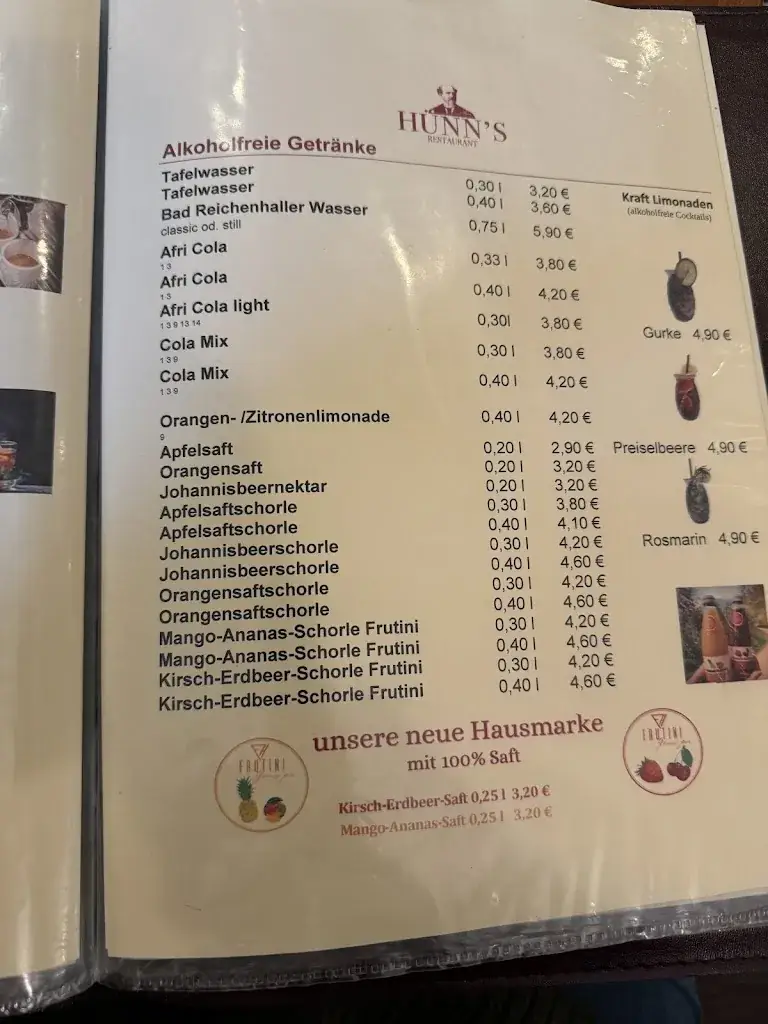 HÜNN'S
RESTAURANT
Alkoholfreie Getränke
Tafelwasser 0,30 l 3,20 €
Tafelwasser 0,40 l 3,60 €
Bad Reichenhaller Wasser 0,75 l 5,90 €
classic od. still
Afri Cola 0,33 l 3,80 €
1 3
Afri Cola 0,40 l 4,20 €
1 3
Afri Cola light 0,30l 3,80 €
1 3 9 13 14
Cola Mix 0,30 l 3,80 €
1 3 9
Cola Mix 0,40 l 4,20 €
1 3 9
Orangen- /Zitronenlimonade 0,40 l 4,20 €
9
Apfelsaft 0,20 l 2,90 €
Orangensaft 0,20 l 3,20 €
Johannisbeernektar 0,20 l 3,20 €
Apfelsaftschorle 0,30 l 3,80 €
Apfelsaftschorle 0,40 l 4,10 €
Johannisbeerschorle 0,30 l 4,20 €
Johannisbeerschorle 0,40 l 4,60 €
Orangensaftschorle 0,30 l 4,20 €
Orangensaftschorle 0,40 l 4,60 €
Mango-Ananas-Schorle Frutini 0,30 l 4,20 €
Mango-Ananas-Schorle Frutini 0,40 l 4,60 €
Kirsch-Erdbeer-Schorle Frutini 0,30 l 4,20 €
Kirsch-Erdbeer-Schorle Frutini 0,40 l 4,60 €
Kraft Limonaden
(alkoholfreie Cocktails)
Gurke 4,90 €
Preiselbeere 4,90 €
Rosmarin 4,90 €
unsere neue Hausmarke
mit 100% Saft
Kirsch-Erdbeer-Saft 0,25 l 3,20 €
Mango-Ananas-Saft 0,25 l 3,20 €
FRUTINI
FRUTINI